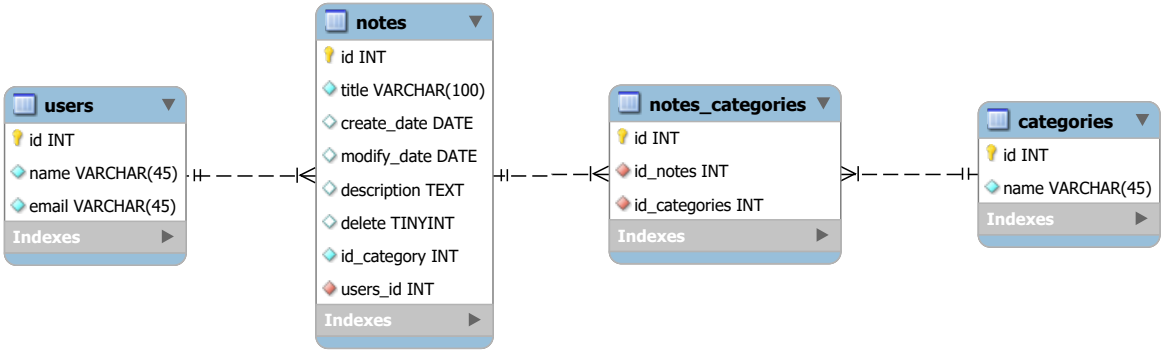 users
id INT
name VARCHAR(45)
email VARCHAR(45)
Indexes
notes
id INT
title VARCHAR(100)
create_date DATE
modify_date DATE
description TEXT
delete TINYINT
id_category INT
users_id INT
Indexes
notes_categories
id INT
id_notes INT
id_categories INT
Indexes
categories
id INT
name VARCHAR(45)
Indexes